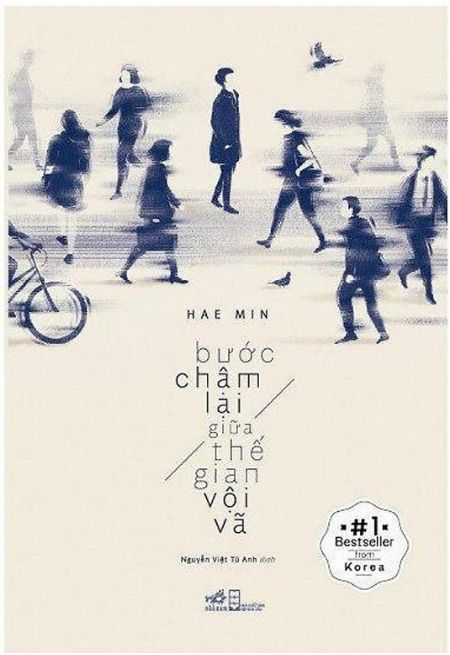 HAE MIN
bước
chậm
lại
giữa
thế
gian
vội
vã
Nguyễn Việt Tú Anh dịch
#1
Bestseller
from
Korea